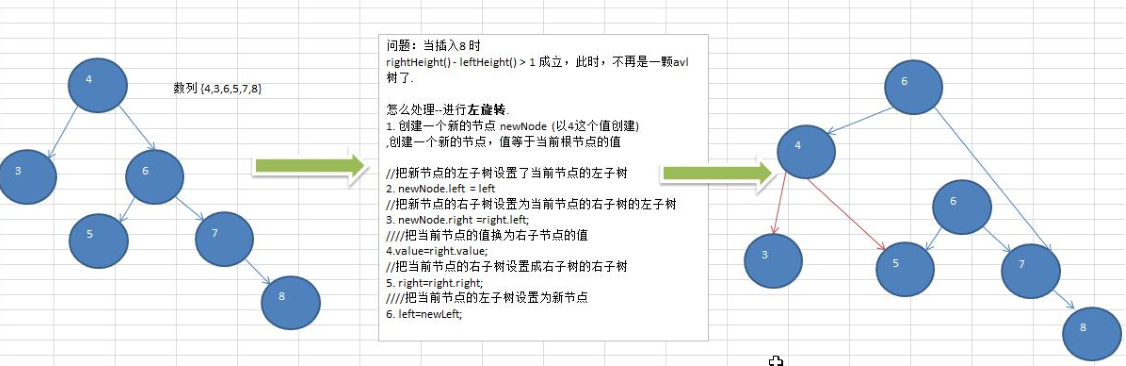 4
数列 {4,3,6,5,7,8}
3
6
5
7
8
问题：当插入8 时
rightHeight() - leftHeight() > 1 成立，此时，不再是一颗avl
树了.
怎么处理--进行左旋转.
1. 创建一个新的节点 newNode (以4这个值创建)
,创建一个新的节点，值等于当前根节点的值
//把新节点的左子树设置了当前节点的左子树
2. newNode.left = left
//把新节点的右子树设置为当前节点的右子树的左子树
3. newNode.right =right.left;
////把当前节点的值换为右子节点的值
4.value=right.value;
//把当前节点的右子树设置成右子树的右子树
5. right=right.right;
////把当前节点的左子树设置为新节点
6. left=newLeft;
6
4
6
3
5
7
8